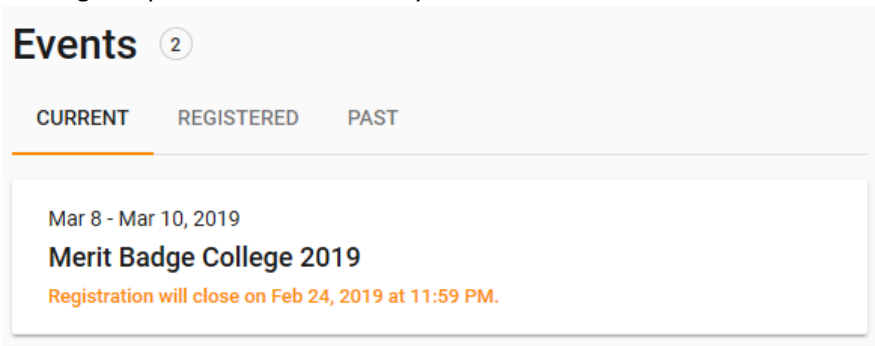 Events 2
CURRENT REGISTERED PAST
Mar 8 - Mar 10, 2019
Merit Badge College 2019
Registration will close on Feb 24, 2019 at 11:59 PM.